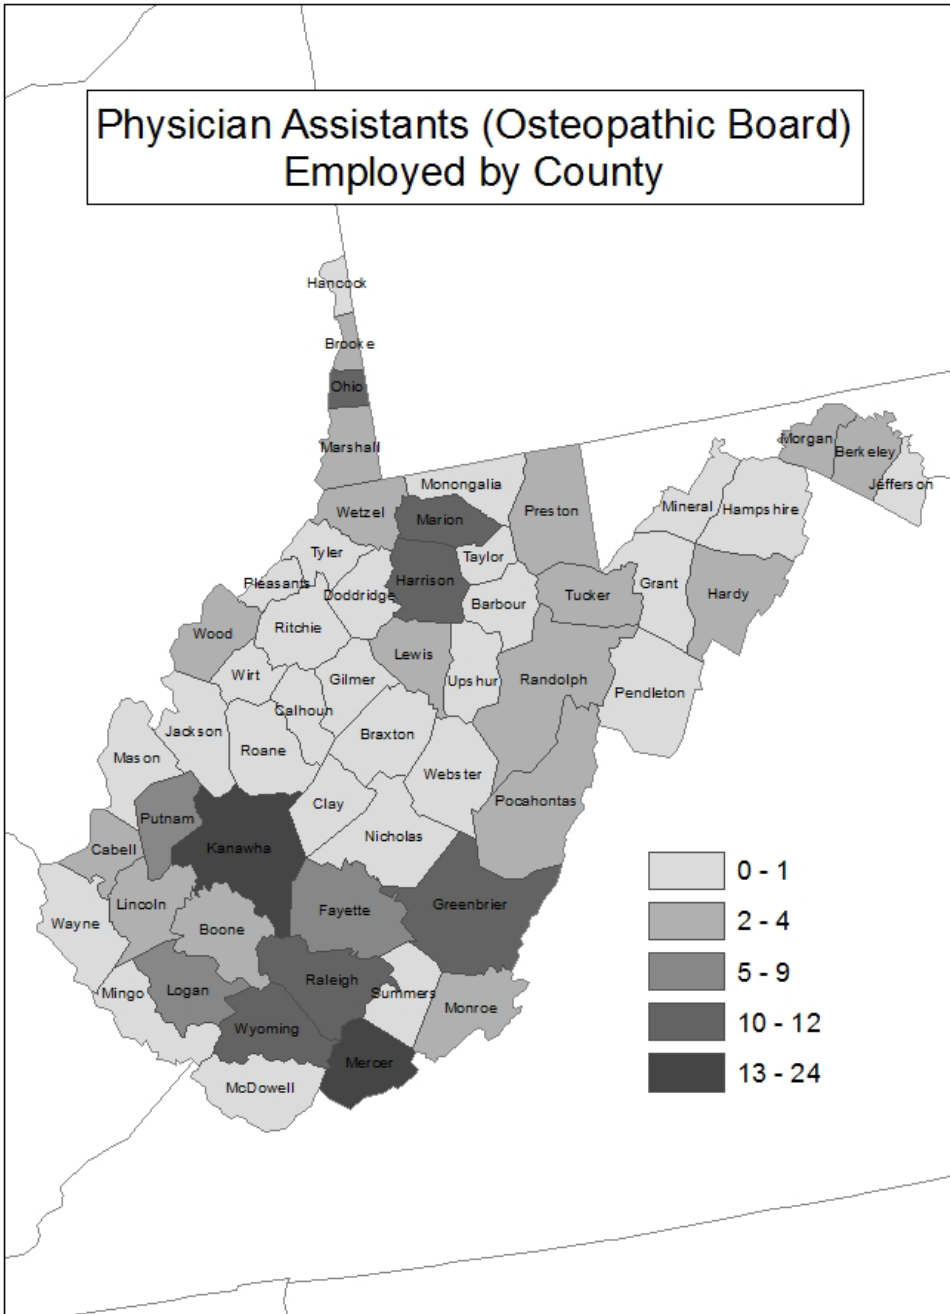 Physician Assistants (Osteopathic Board)
Employed by County
Hancock
Brooke
Ohio
Marshall
Wetzel
Monongalia
Marion
Preston
Morgan
Berkeley
Jefferson
Mineral
Hampshire
Tyler
Taylor
Pleasants
Doddridge
Harrison
Barbour
Tucker
Grant
Hardy
Wood
Ritchie
Lewis
Wirt
Gilmer
Upshur
Randolph
Pendleton
Calhoun
Jackson
Roane
Braxton
Mason
Webster
Clay
Pocahontas
Putnam
Nicholas
Cabell
Kanawha
Lincoln
Fayette
Greenbrier
Wayne
Boone
Mingo
Logan
Raleigh
Summers
Monroe
Wyoming
Mercer
McDowell
0 - 1
2 - 4
5 - 9
10 - 12
13 - 24